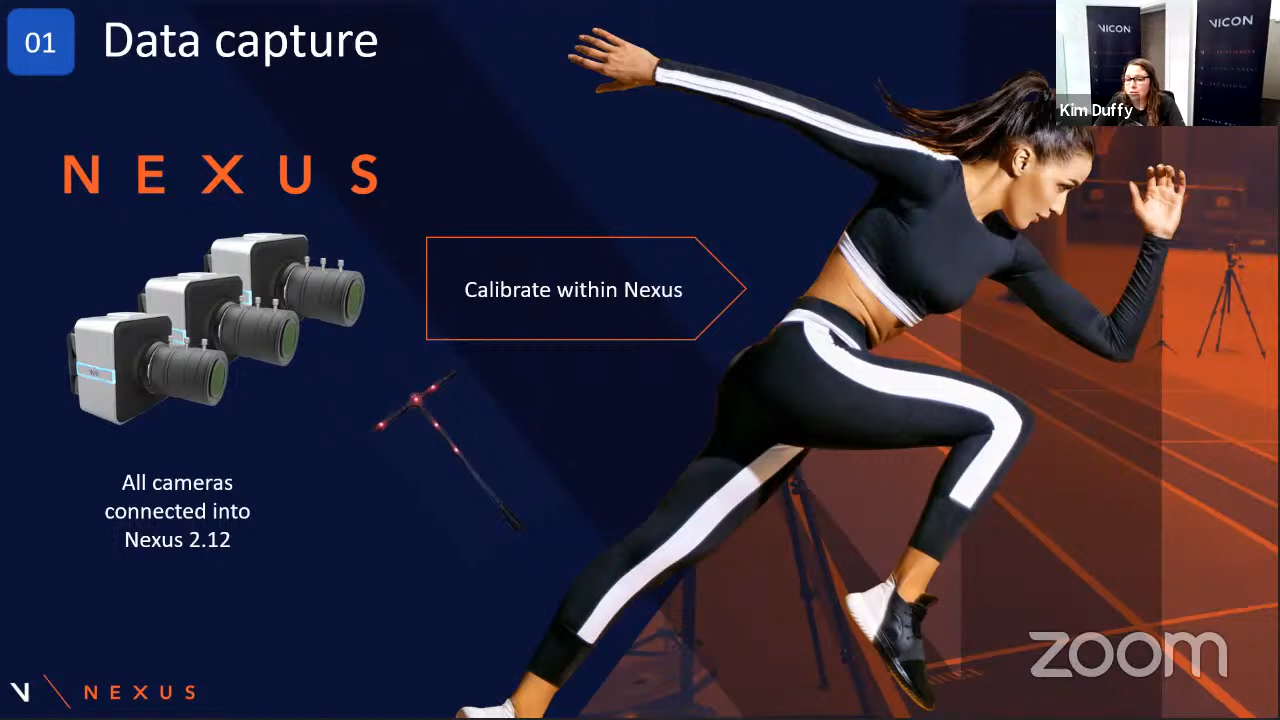 01
Data capture
VICON
VICON
Kim Duffy
NEXUS
Calibrate within Nexus
All cameras
connected into
Nexus 2.12
zoom
NEXUS